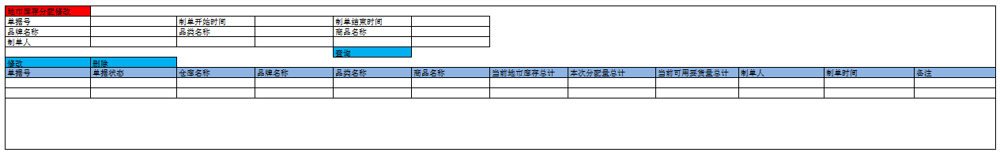 地市库存分配修改
单据号 制单开始时间 制单结束时间
品牌名称 品类名称 商品名称
制单人
查询
修改 删除
单据号 单据状态 仓库名称 品牌名称 品类名称 商品名称 当前地市库存总计 本次分配量总计 当前可用要货量总计 制单人 制单时间 备注